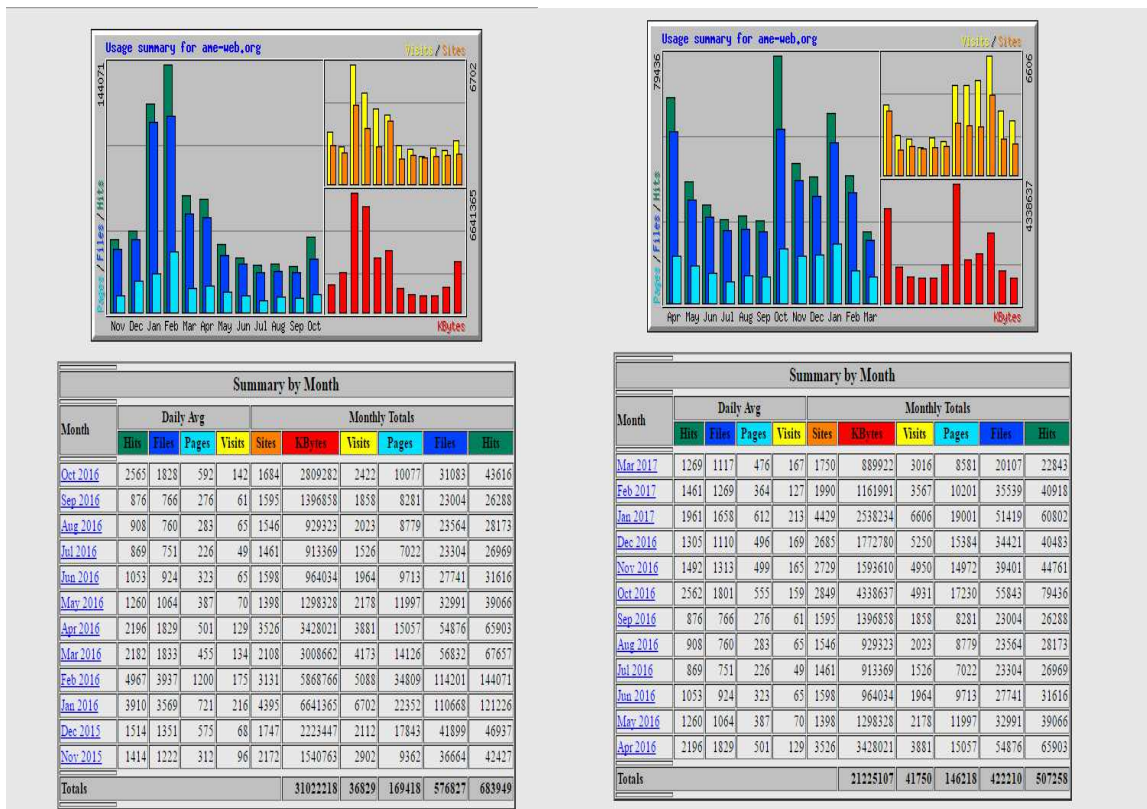 Usage summary for ame-web.org
Visits/Sites
144071
6702
Pages/Files/Hits
6641365
Nov Dec Jan Feb Mar Apr May Jun Jul Aug Sep Oct
KBytes
Summary by Month
Month Daily Avg Monthly Totals
Hits Files Pages Visits Sites KBytes Visits Pages Files Hits
Oct 2016 2565 1828 592 142 1684 2809282 2422 10077 31083 43616
Sep 2016 876 766 276 61 1595 1396858 1858 8281 23004 26288
Aug 2016 908 760 283 65 1546 929323 2023 8779 23564 28173
Jul 2016 869 751 226 49 1461 913369 1526 7022 23304 26969
Jun 2016 1053 924 323 65 1598 964034 1964 9713 27741 31616
May 2016 1260 1064 387 70 1398 1298328 2178 11997 32991 39066
Apr 2016 2196 1829 501 129 3526 3428021 3881 15057 54876 65903
Mar 2016 2182 1833 455 134 2108 3008662 4173 14126 56832 67657
Feb 2016 4967 3937 1200 175 3131 5868766 5088 34809 114201 144071
Jan 2016 3910 3569 721 216 4395 6641365 6702 22352 110668 121226
Dec 2015 1514 1351 575 68 1747 2223447 2112 17843 41899 46937
Nov 2015 1414 1222 312 96 2172 1540763 2902 9362 36664 42427
Totals 31022218 36829 169418 576827 683949
Usage summary for ame-web.org
Visits/Sites
79436
6606
Pages/Files/Hits
4338637
Apr May Jun Jul Aug Sep Oct Nov Dec Jan Feb Mar
KBytes
Summary by Month
Month Daily Avg Monthly Totals
Hits Files Pages Visits Sites KBytes Visits Pages Files Hits
Mar 2017 1269 1117 476 167 1750 889922 3016 8581 20107 22843
Feb 2017 1461 1269 364 127 1990 1161991 3567 10201 35539 40918
Jan 2017 1961 1658 612 213 4429 2538234 6606 19001 51419 60802
Dec 2016 1305 1110 496 169 2685 1772780 5250 15384 34421 40483
Nov 2016 1492 1313 499 165 2729 1593610 4950 14972 39401 44761
Oct 2016 2562 1801 555 159 2849 4338637 4931 17230 55843 79436
Sep 2016 876 766 276 61 1595 1396858 1858 8281 23004 26288
Aug 2016 908 760 283 65 1546 929323 2023 8779 23564 28173
Jul 2016 869 751 226 49 1461 913369 1526 7022 23304 26969
Jun 2016 1053 924 323 65 1598 964034 1964 9713 27741 31616
May 2016 1260 1064 387 70 1398 1298328 2178 11997 32991 39066
Apr 2016 2196 1829 501 129 3526 3428021 3881 15057 54876 65903
Totals 21225107 41750 146218 422210 507258